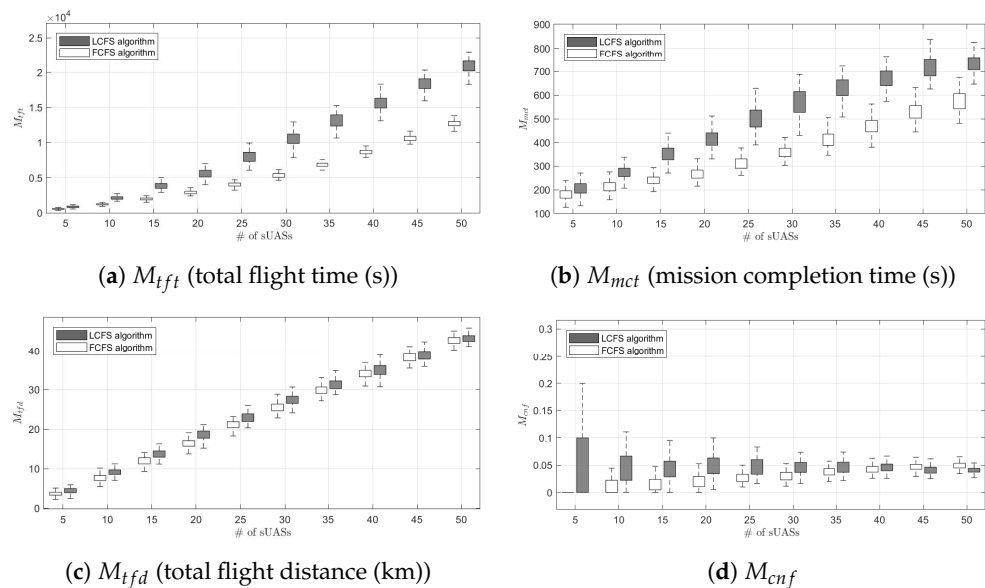 ×10⁴
2.5
2
1.5
1
0.5
0
M_tft
LCFS algorithm
FCFS algorithm
5 10 15 20 25 30 35 40 45 50
# of sUASs
(a) M_tft (total flight time (s))
900
800
700
600
500
400
300
200
100
M_mct
LCFS algorithm
FCFS algorithm
5 10 15 20 25 30 35 40 45 50
# of sUASs
(b) M_mct (mission completion time (s))
40
30
20
10
0
M_tfd
LCFS algorithm
FCFS algorithm
5 10 15 20 25 30 35 40 45 50
# of sUASs
(c) M_tfd (total flight distance (km))
0.3
0.25
0.2
0.15
0.1
0.05
0
M_cnf
LCFS algorithm
FCFS algorithm
5 10 15 20 25 30 35 40 45 50
# of sUASs
(d) M_cnf